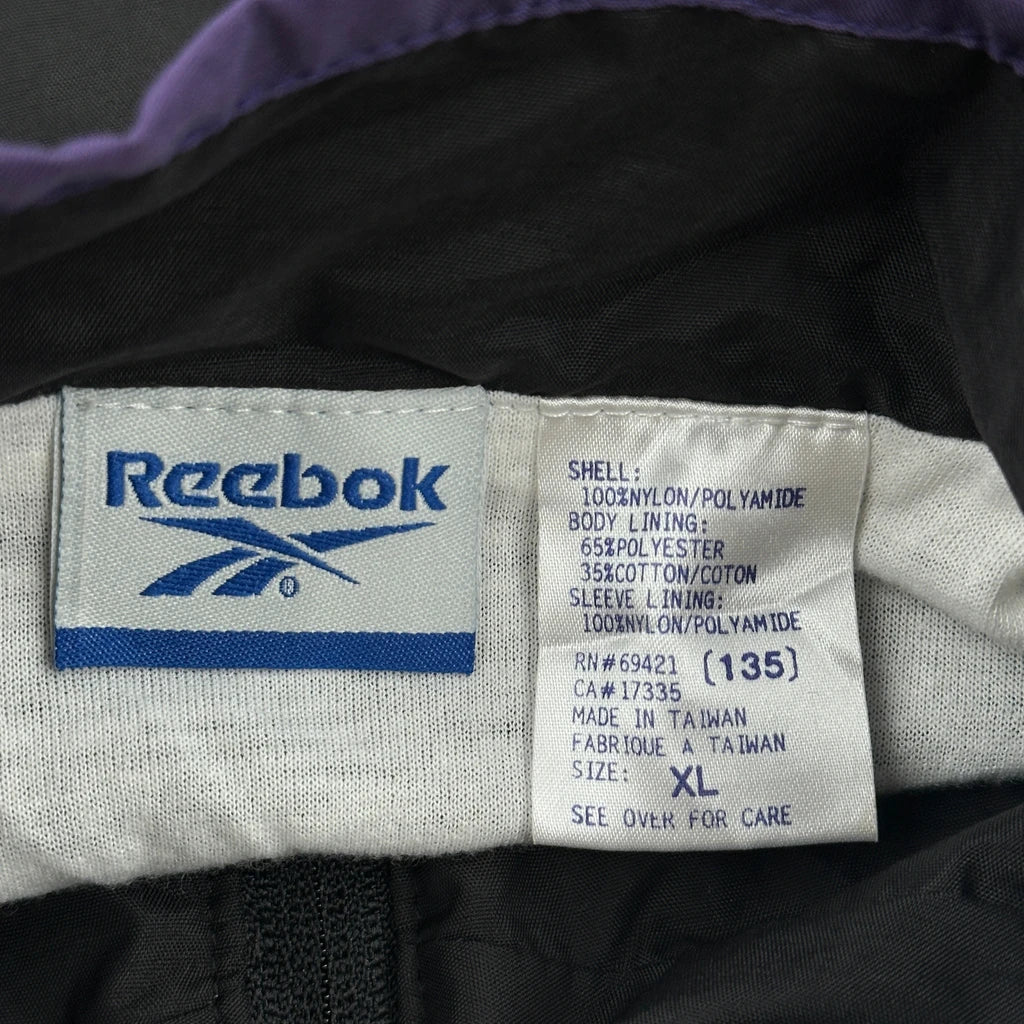 Reebok
®
SHELL:
100%NYLON/POLYAMIDE
BODY LINING:
65%POLYESTER
35%COTTON/COTON
SLEEVE LINING:
100%NYLON/POLYAMIDE
RN#69421 (135)
CA#17335
MADE IN TAIWAN
FABRIQUE A TAIWAN
SIZE: XL
SEE OVER FOR CARE